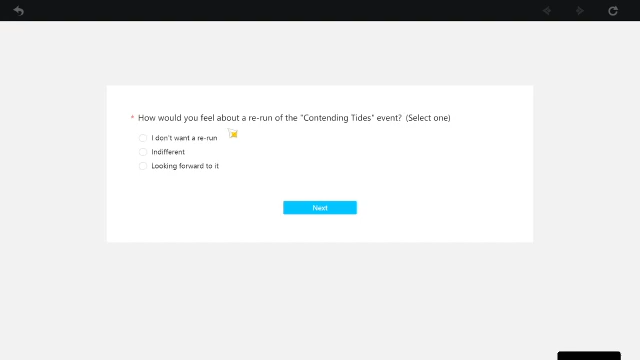 * How would you feel about a re-run of the "Contending Tides" event? (Select one)
I don't want a re-run
Indifferent
Looking forward to it
Next